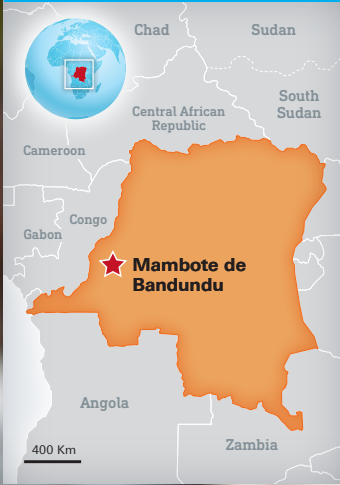 Chad
Sudan
South
Sudan
Central African
Republic
Cameroon
Congo
Gabon
Mambote de
Bandundu
Angola
400 Km
Zambia